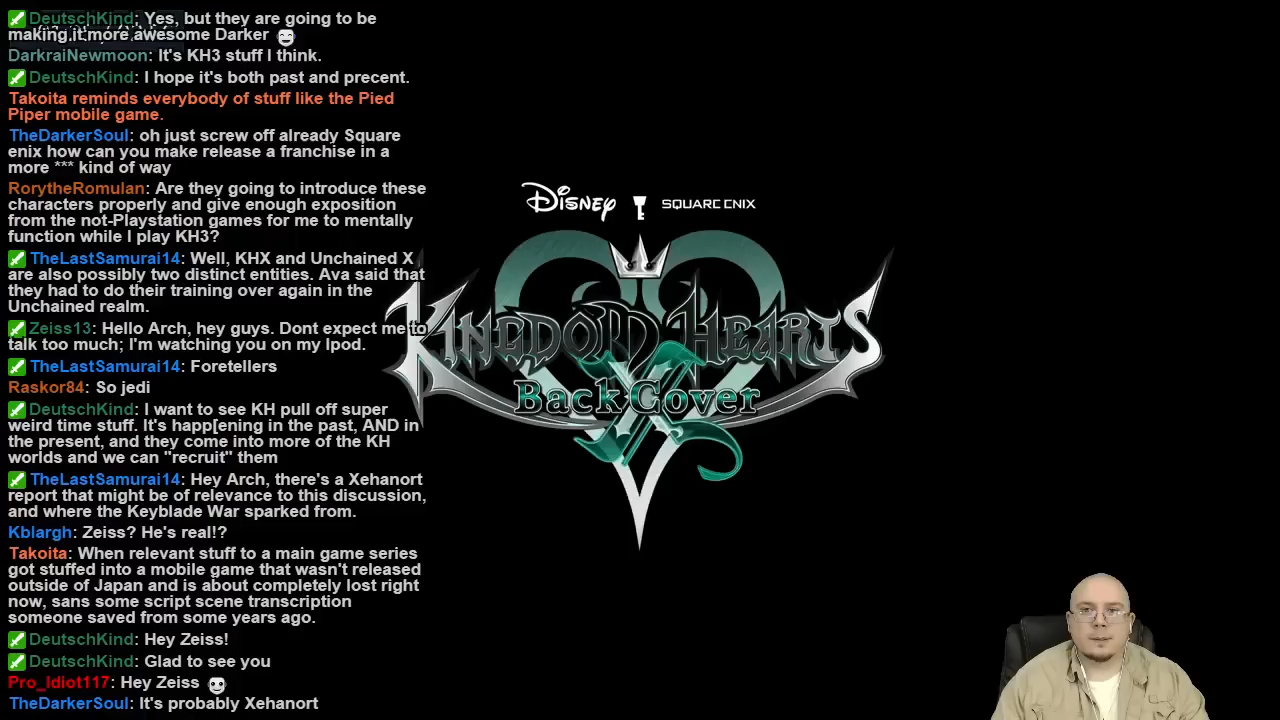 DeutschKind: Yes, but they are going to be
making it more awesome Darker
DarkraiNewmoon: It's KH3 stuff I think.
DeutschKind: I hope it's both past and precent.
Takoita reminds everybody of stuff like the Pied
Piper mobile game.
TheDarkerSoul: oh just screw off already Square
enix how can you make release a franchise in a
more *** kind of way
RorytheRomulan: Are they going to introduce these
characters properly and give enough exposition
from the not-Playstation games for me to mentally
function while I play KH3?
TheLastSamurai14: Well, KHX and Unchained X
are also possibly two distinct entities. Ava said that
they had to do their training over again in the
Unchained realm.
Zeiss13: Hello Arch, hey guys. Dont expect me to
talk too much; I'm watching you on my Ipod.
TheLastSamurai14: Foretellers
Raskor84: So jedi
DeutschKind: I want to see KH pull off super
weird time stuff. It's happ[ening in the past, AND in
the present, and they come into more of the KH
worlds and we can "recruit" them
TheLastSamurai14: Hey Arch, there's a Xehanort
report that might be of relevance to this discussion,
and where the Keyblade War sparked from.
Kblargh: Zeiss? He's real!?
Takoita: When relevant stuff to a main game series
got stuffed into a mobile game that wasn't released
outside of Japan and is about completely lost right
now, sans some script scene transcription
someone saved from some years ago.
DeutschKind: Hey Zeiss!
DeutschKind: Glad to see you
Pro_Idiot117: Hey Zeiss
TheDarkerSoul: It's probably Xehanort
Disney SQUARE ENIX
KINGDOM HEARTS
χ
Back Cover